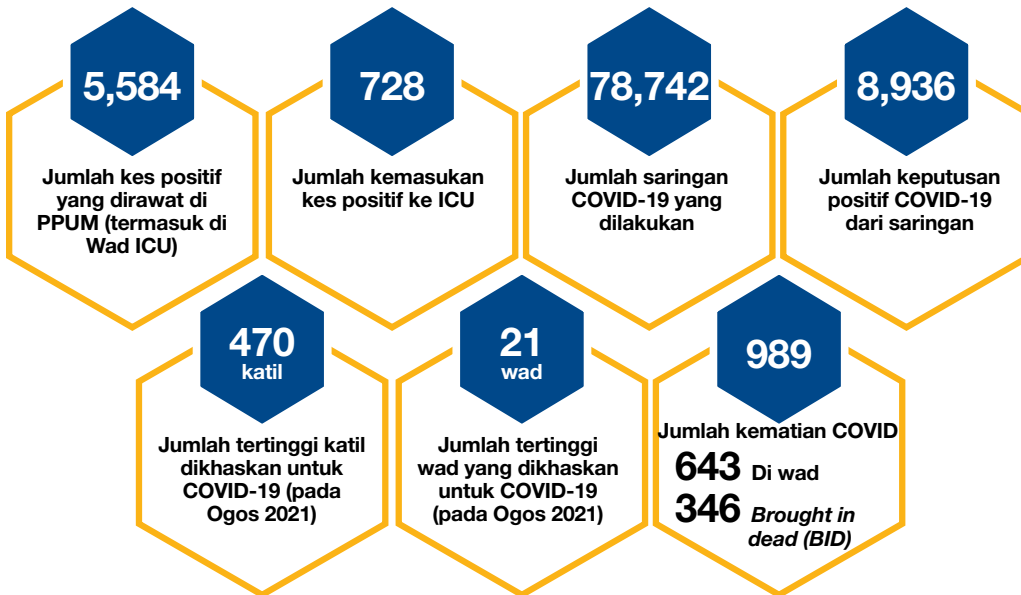 5,584
Jumlah kes positif
yang dirawat di
PPUM (termasuk di
Wad ICU)
728
Jumlah kemasukan
kes positif ke ICU
78,742
Jumlah saringan
COVID-19 yang
dilakukan
8,936
Jumlah keputusan
positif COVID-19
dari saringan
470
katil
Jumlah tertinggi katil
dikhaskan untuk
COVID-19 (pada
Ogos 2021)
21
wad
Jumlah tertinggi
wad yang dikhaskan
untuk COVID-19
(pada Ogos 2021)
989
Jumlah kematian COVID
643 Di wad
346 Brought in
dead (BID)